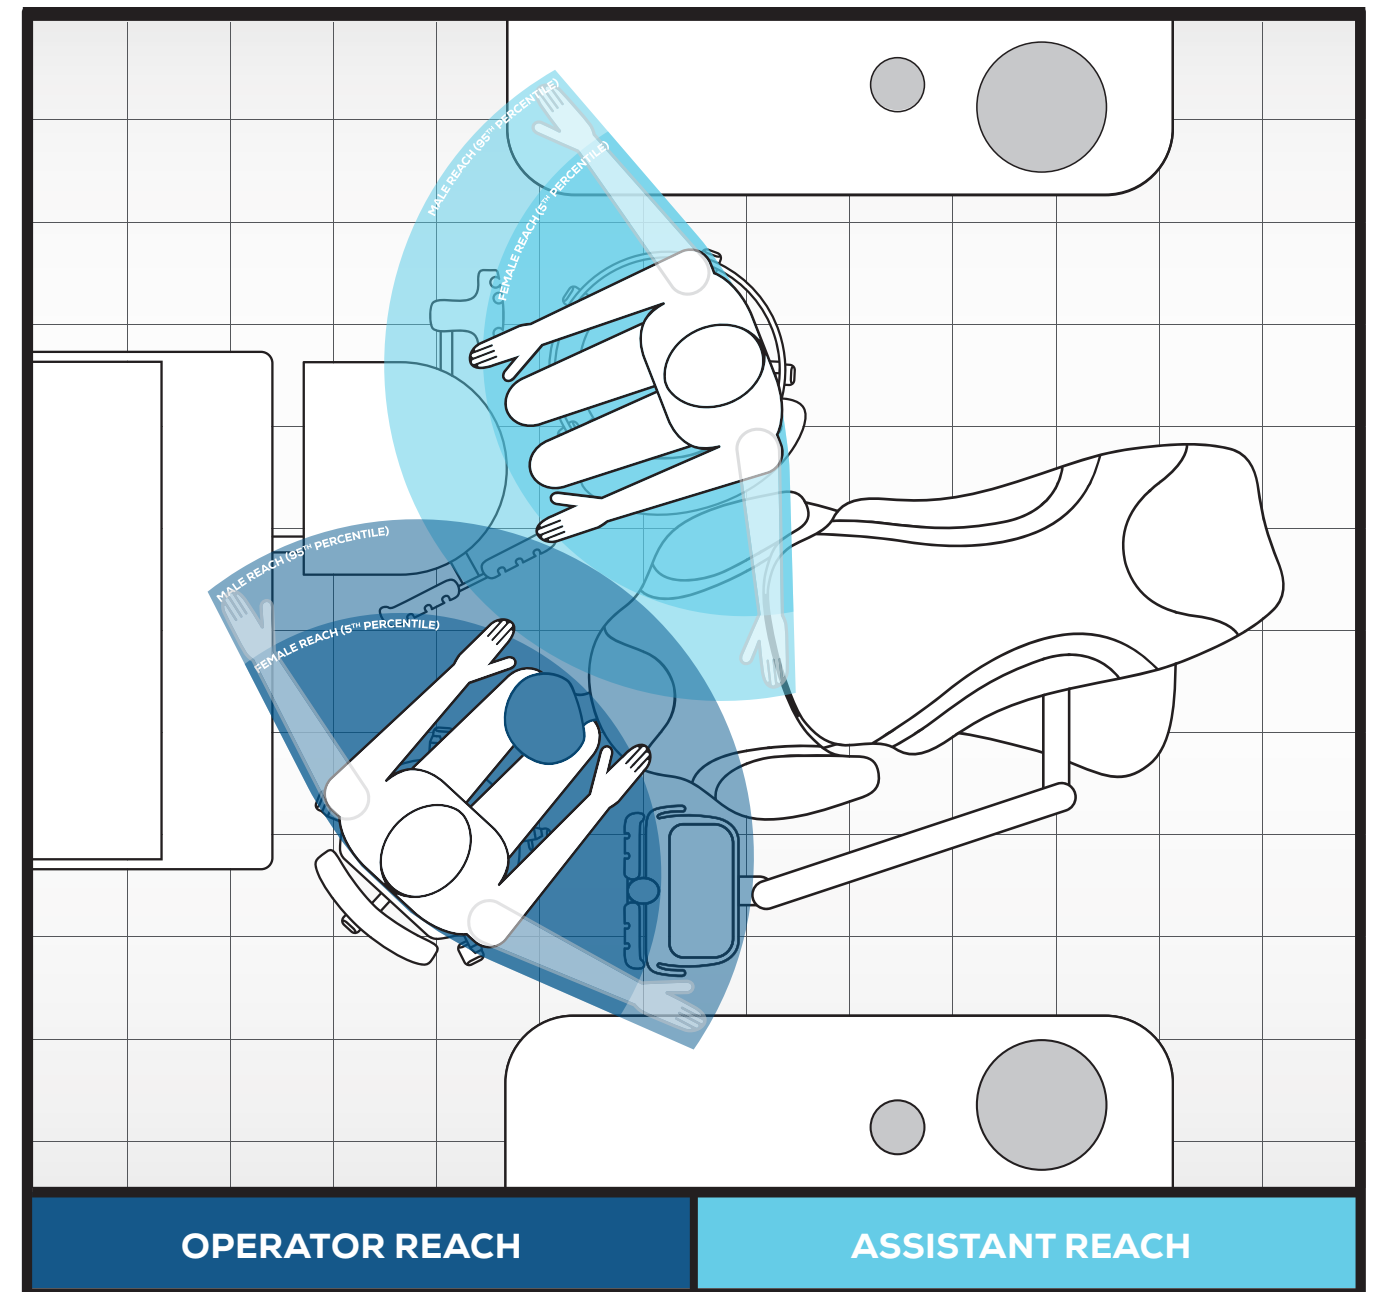 MALE REACH (95TH PERCENTILE)
FEMALE REACH (5TH PERCENTILE)
MALE REACH (95TH PERCENTILE)
FEMALE REACH (5TH PERCENTILE)
OPERATOR REACH
ASSISTANT REACH